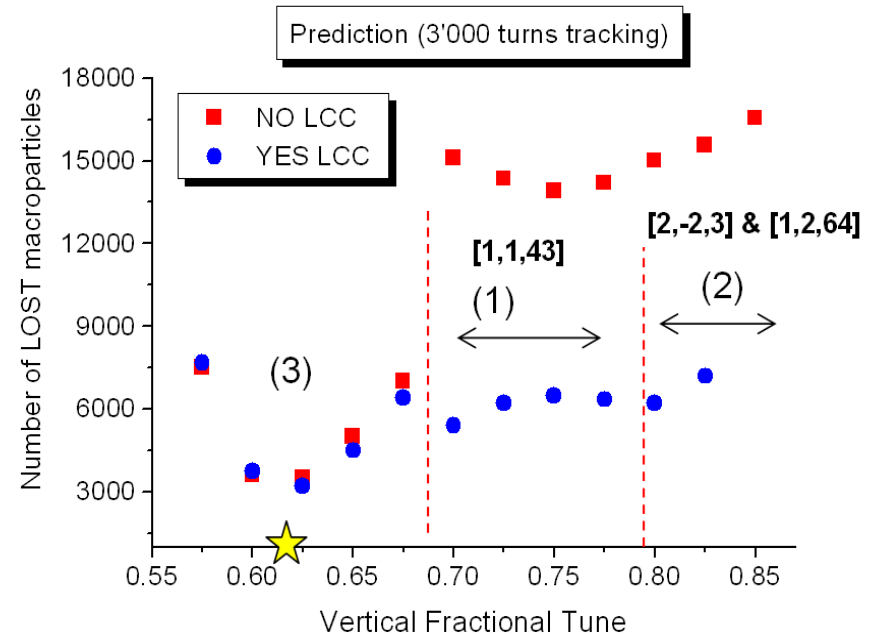 Prediction (3'000 turns tracking)
Number of LOST macroparticles
18000
15000
12000
9000
6000
3000
NO LCC
YES LCC
[2,-2,3] & [1,2,64]
[1,1,43]
(1)
(2)
(3)
0.55
0.60
0.65
0.70
0.75
0.80
0.85
Vertical Fractional Tune